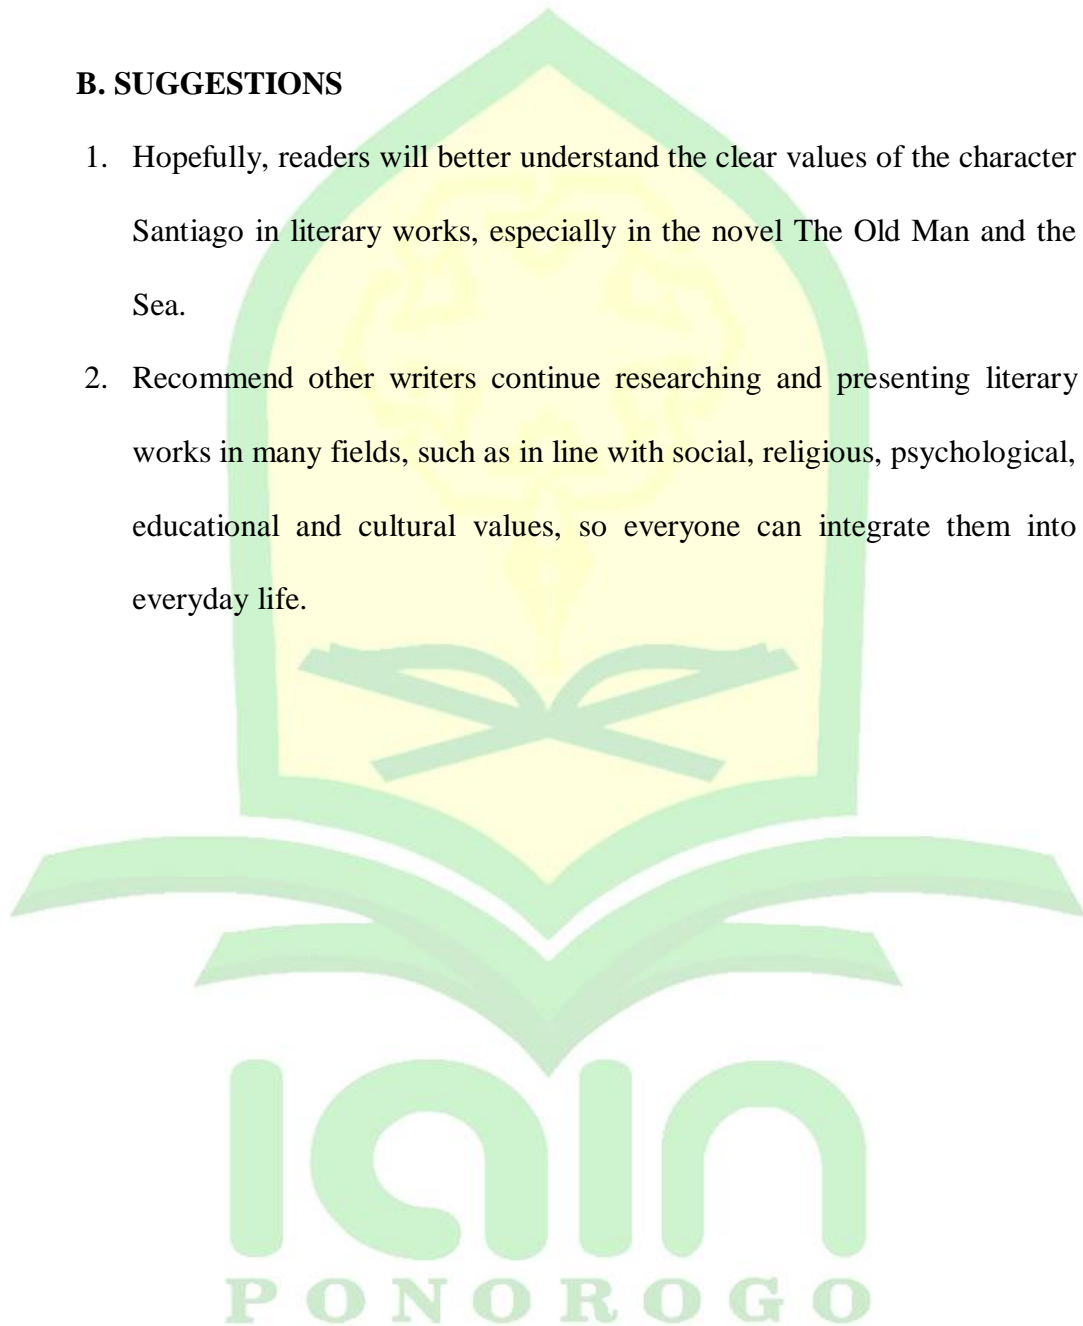 B. SUGGESTIONS
1. Hopefully, readers will better understand the clear values of the character
Santiago in literary works, especially in the novel The Old Man and the
Sea.
2. Recommend other writers continue researching and presenting literary
works in many fields, such as in line with social, religious, psychological,
educational and cultural values, so everyone can integrate them into
everyday life.
iain
PONOROGO